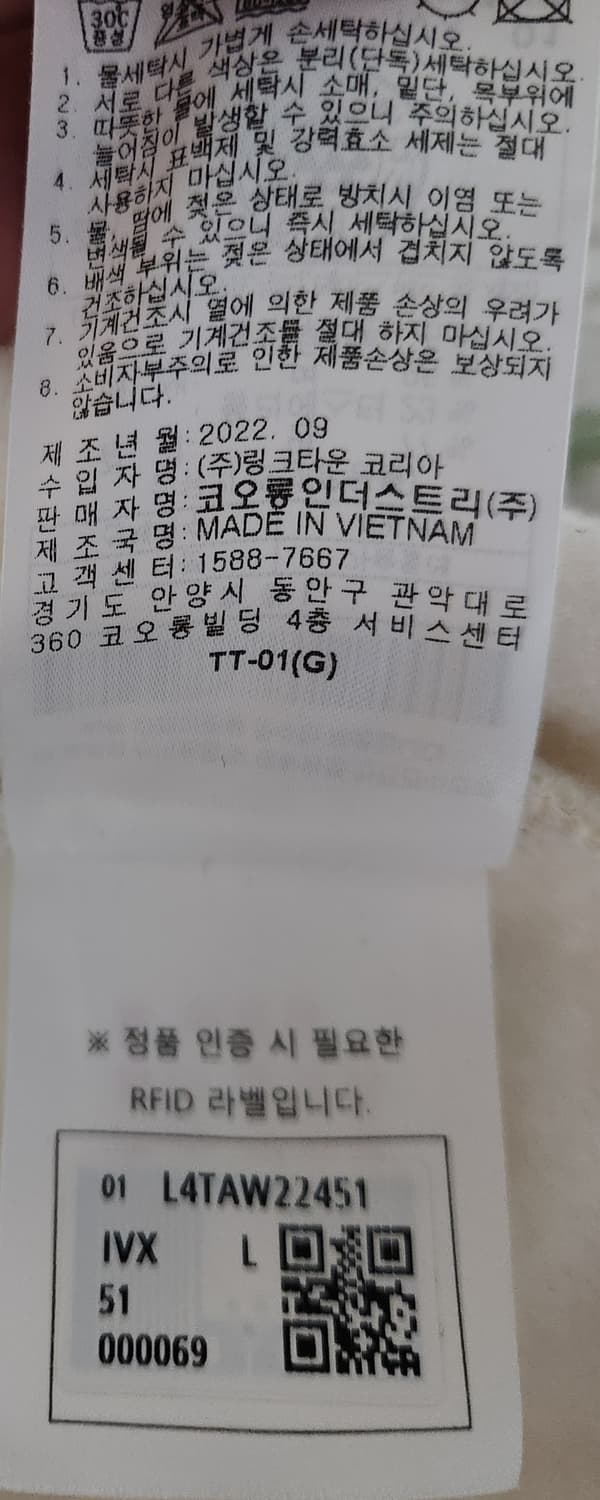 30℃
중성
1. 물세탁시 가볍게 손세탁하십시오.
2. 서로 다른 색상은 분리(단독)세탁하십시오.
3. 따뜻한 물에 세탁시 소매, 밑단, 목부위에
늘어짐이 발생할 수 있으니 주의하십시오.
4. 세탁시 표백제 및 강력효소 세제는 절대
사용하지 마십시오.
5. 물, 땀에 젖은 상태로 방치시 이염 또는
변색될 수 있으니 즉시 세탁하십시오.
6. 배색 부위는 젖은 상태에서 겹치지 않도록
건조하십시오.
7. 기계건조시 열에 의한 제품 손상의 우려가
있음으로 기계건조를 절대 하지 마십시오.
8. 소비자부주의로 인한 제품손상은 보상되지
않습니다.
제 조 년 월:2022. 09
수 입 자 명:(주)링크타운 코리아
판 매 자 명:코오롱인더스트리(주)
제 조 국 명:MADE IN VIETNAM
고 객 센 터:1588-7667
경기도 안양시 동안구 관악대로
360 코오롱빌딩 4층 서비스센터
TT-01(G)
※ 정품 인증 시 필요한
RFID 라벨입니다.
01 L4TAW22451
IVX L
51
000069